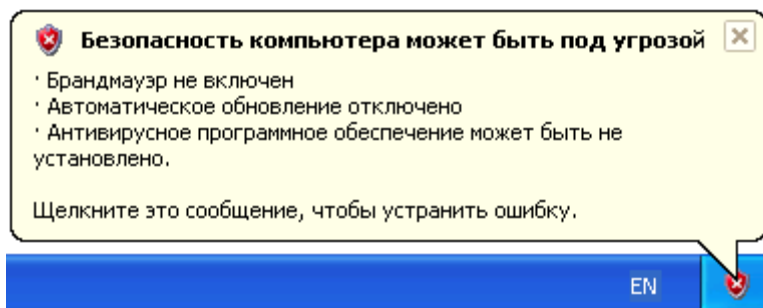 Безопасность компьютера может быть под угрозой
· Брандмауэр не включен
· Автоматическое обновление отключено
· Антивирусное программное обеспечение может быть не
установлено.
Щелкните это сообщение, чтобы устранить ошибку.
EN